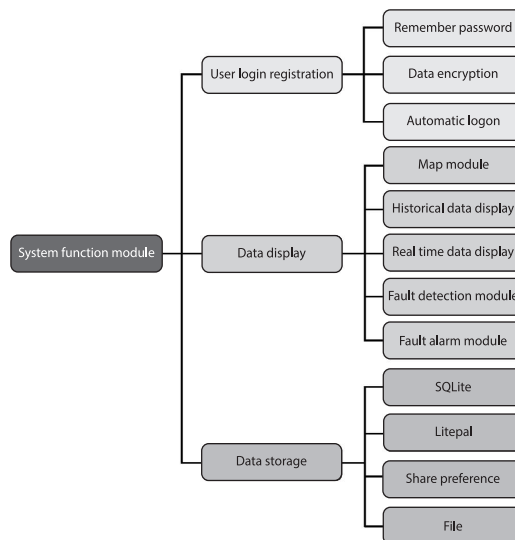 System function module
User login registration
Remember password
Data encryption
Automatic logon
Data display
Map module
Historical data display
Real time data display
Fault detection module
Fault alarm module
Data storage
SQLite
Litepal
Share preference
File